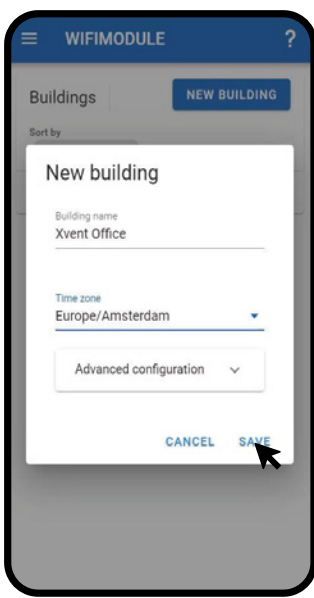 WIFIMODULE ?
Buildings NEW BUILDING
Sort by
New building
Building name
Xvent Office
Time zone
Europe/Amsterdam
Advanced configuration
CANCEL SAVE